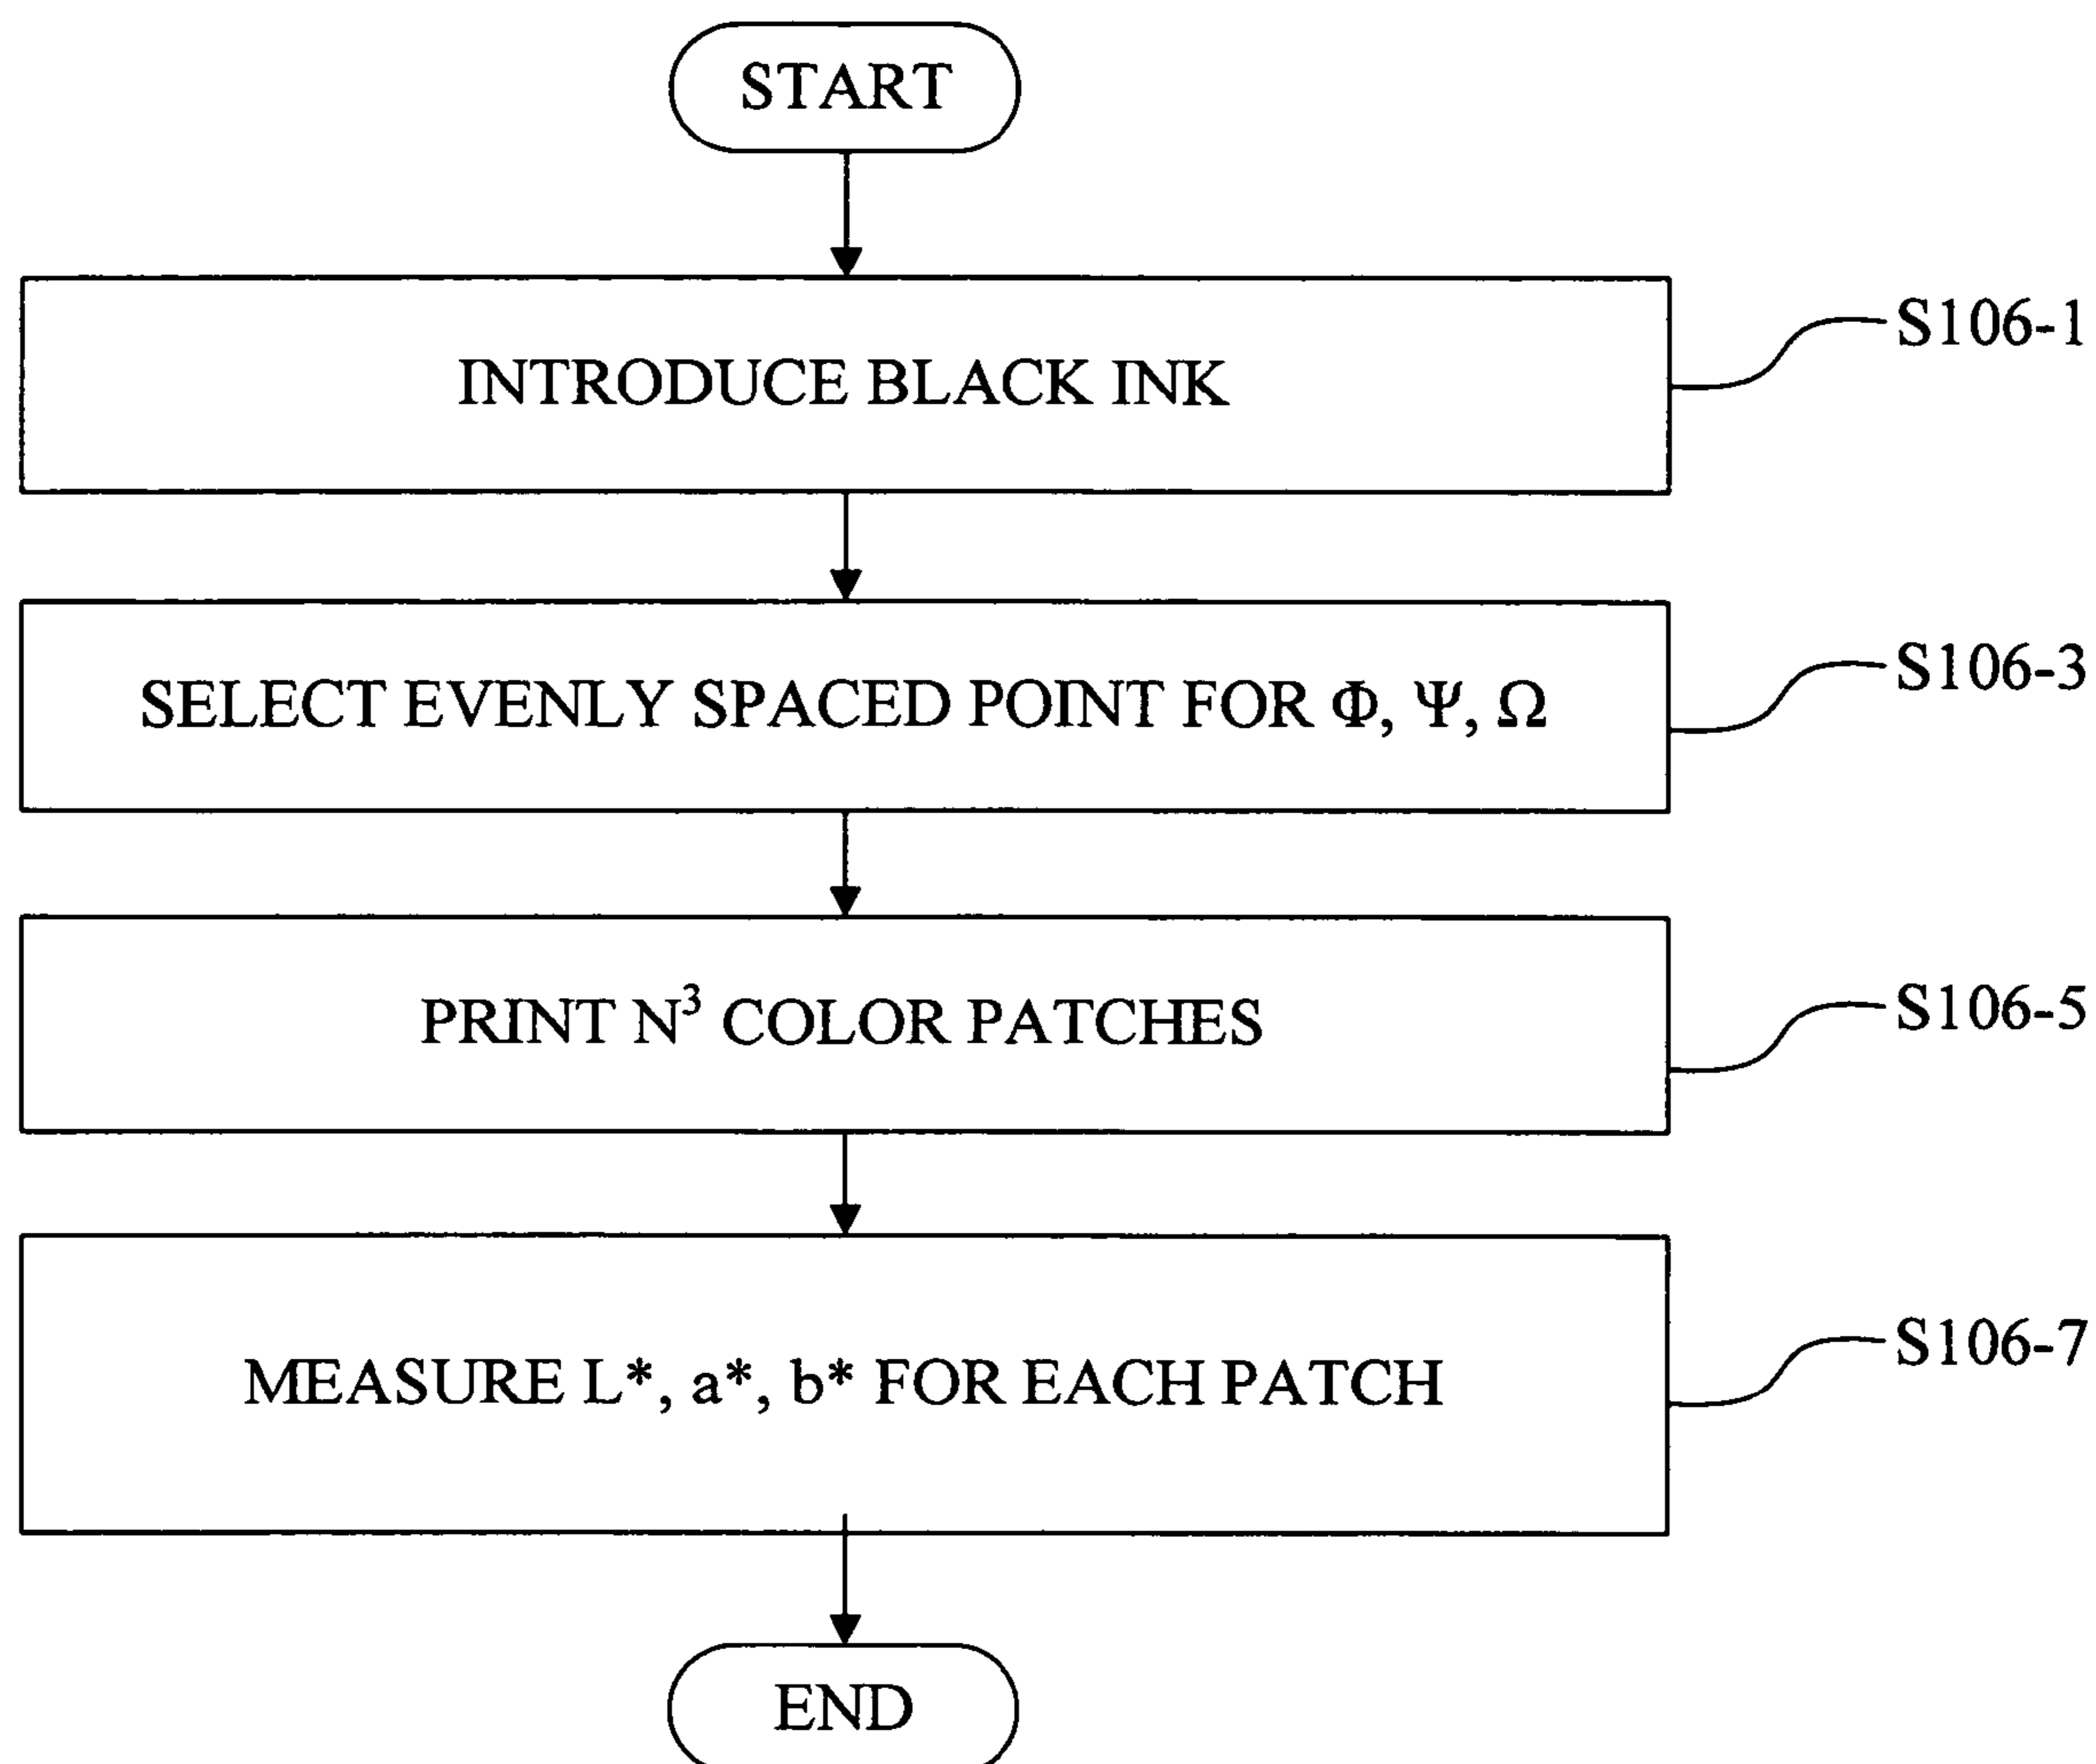 START
INTRODUCE BLACK INK
S106-1
SELECT EVENLY SPACED POINT FOR Φ, Ψ, Ω
S106-3
PRINT N³ COLOR PATCHES
S106-5
MEASURE L*, a*, b* FOR EACH PATCH
S106-7
END